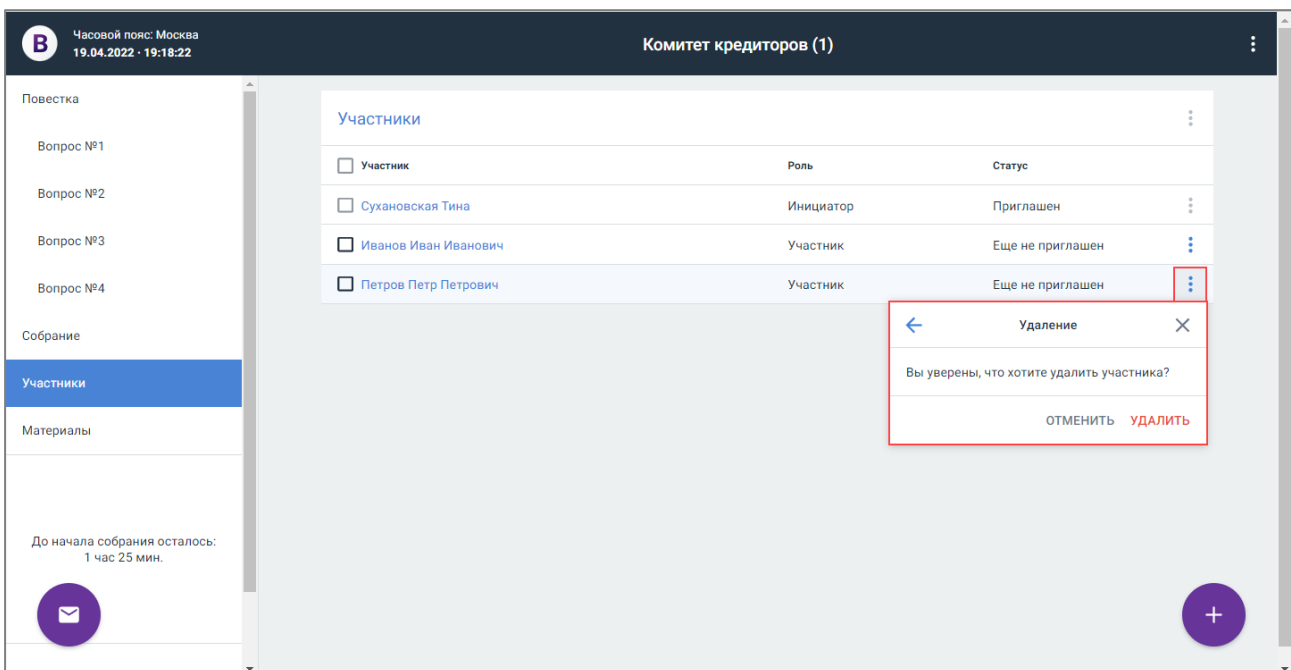 B
Часовой пояс: Москва
19.04.2022 · 19:18:22
Комитет кредиторов (1)
Повестка
Вопрос №1
Вопрос №2
Вопрос №3
Вопрос №4
Собрание
Участники
Материалы
До начала собрания осталось:
1 час 25 мин.
Участники
Участник Роль Статус
Сухановская Тина Инициатор Приглашен
Иванов Иван Иванович Участник Еще не приглашен
Петров Петр Петрович Участник Еще не приглашен
Удаление
Вы уверены, что хотите удалить участника?
ОТМЕНИТЬ УДАЛИТЬ